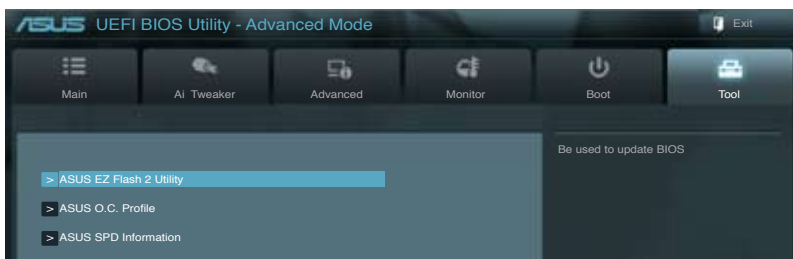 ASUS UEFI BIOS Utility - Advanced Mode
Exit
Main
Ai Tweaker
Advanced
Monitor
Boot
Tool
Be used to update BIOS
> ASUS EZ Flash 2 Utility
> ASUS O.C. Profile
> ASUS SPD Information